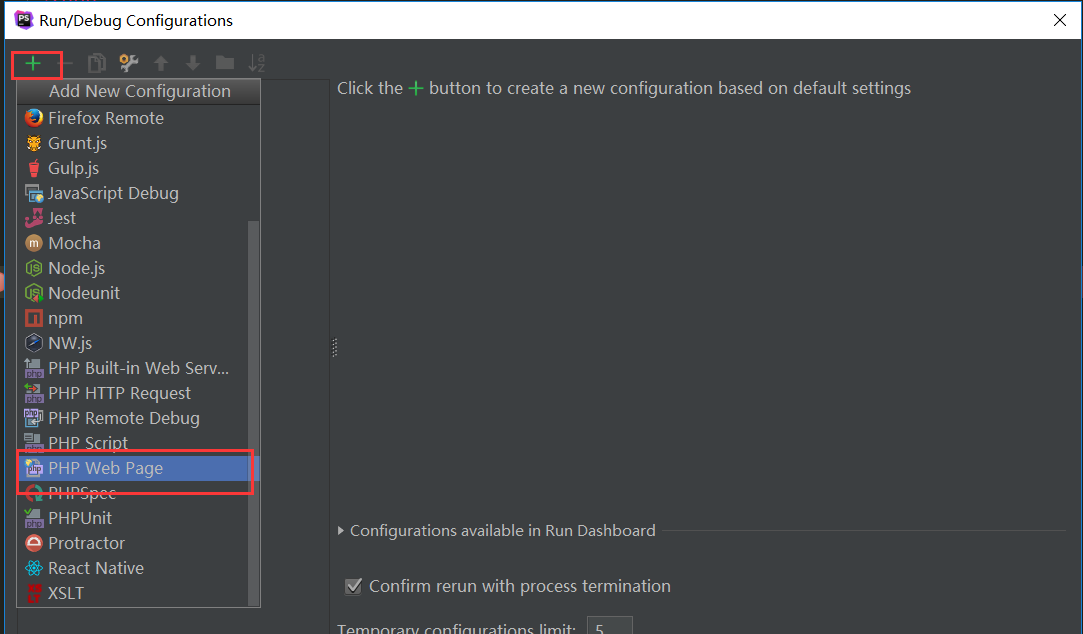 PS Run/Debug Configurations
Add New Configuration
Click the + button to create a new configuration based on default settings
Firefox Remote
Grunt.js
Gulp.js
JavaScript Debug
Jest
m Mocha
Node.js
Nodeunit
npm
NW.js
PHP Built-in Web Serv...
PHP HTTP Request
PHP Remote Debug
PHP Script
PHP Web Page
PHPSpec
PHPUnit
Protractor
React Native
XSLT
Configurations available in Run Dashboard
Confirm rerun with process termination
Temporary configurations limit: 5